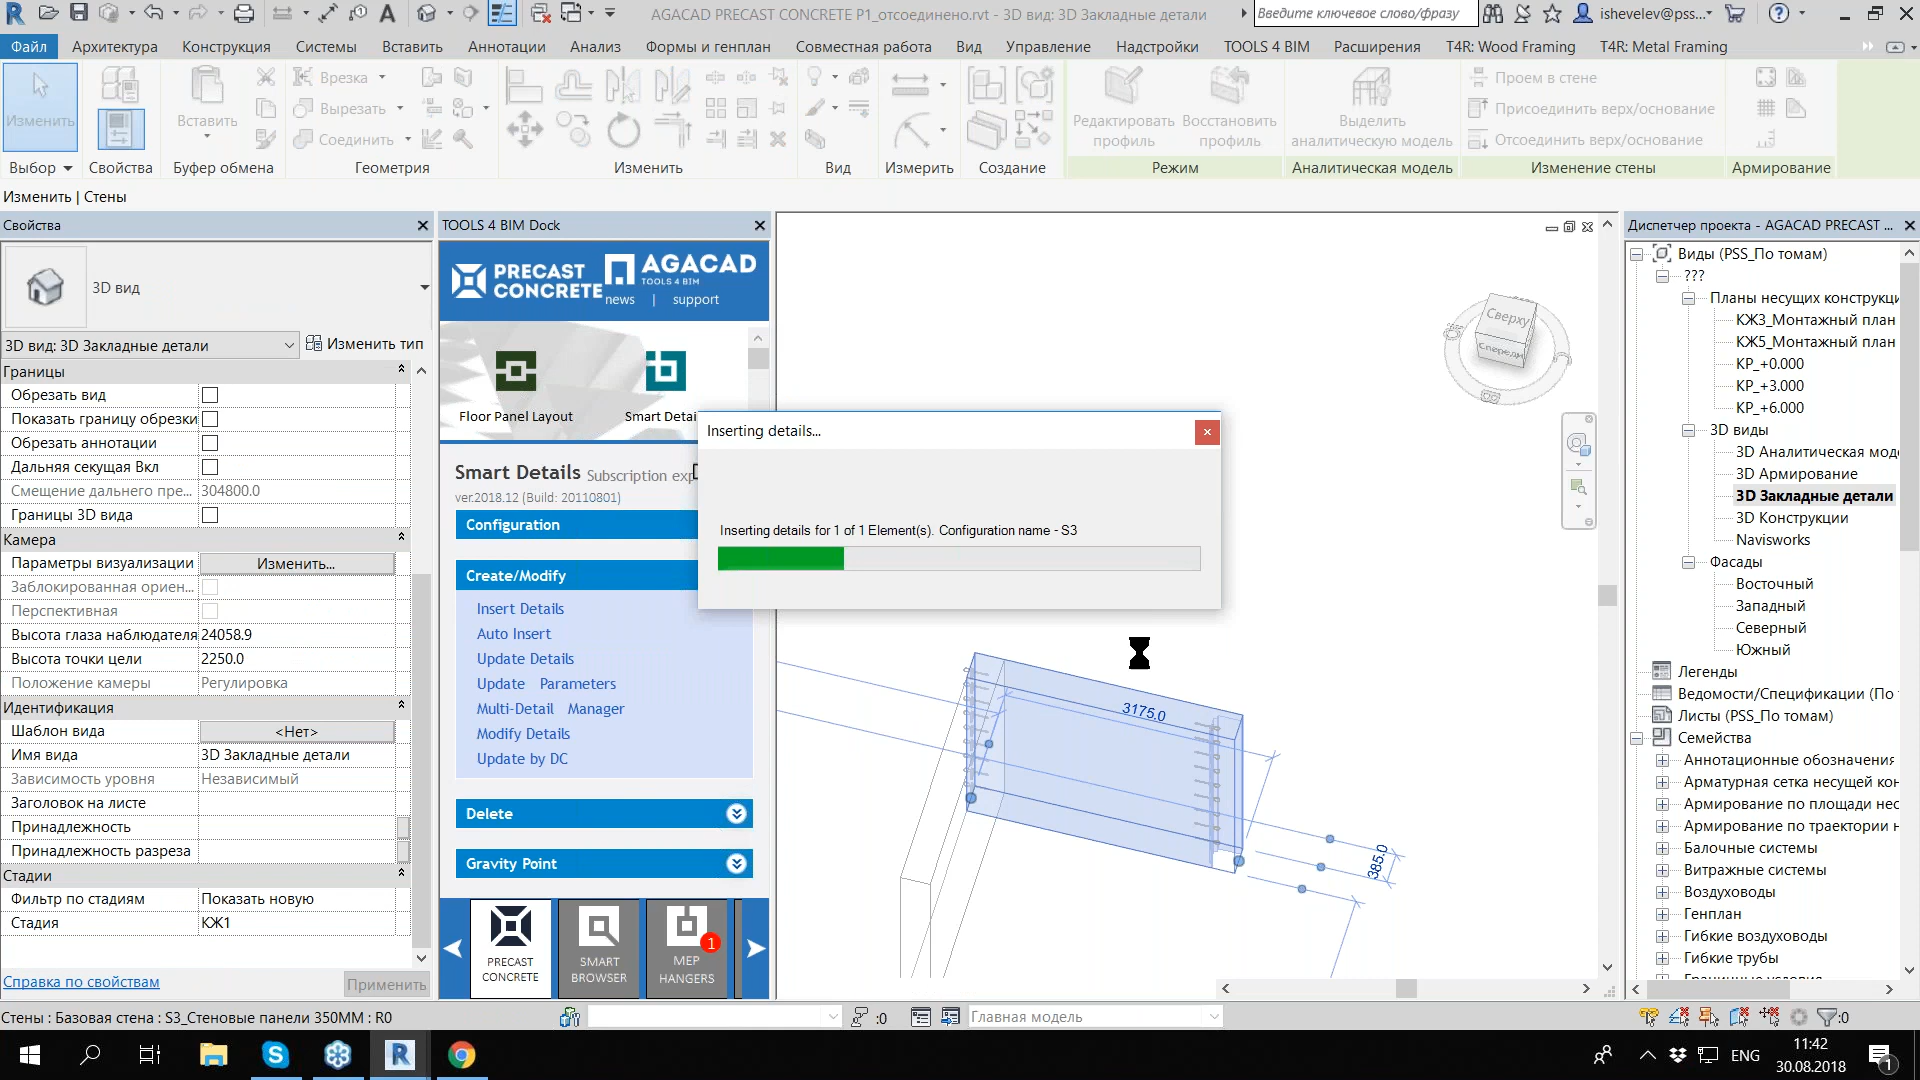 AGACAD PRECAST CONCRETE P1_отсоединено.rvt - 3D вид: 3D Закладные детали
Введите ключевое слово/фразу
ishevelev@pss...
Файл
Архитектура
Конструкция
Системы
Вставить
Аннотации
Анализ
Формы и генплан
Совместная работа
Вид
Управление
Надстройки
TOOLS 4 BIM
Расширения
T4R: Wood Framing
T4R: Metal Framing
Изменить
Вставить
Врезка
Вырезать
Соединить
Редактировать
профиль
Восстановить
профиль
Выделить
аналитическую модель
Проем в стене
Присоединить верх/основание
Отсоединить верх/основание
Выбор
Свойства
Буфер обмена
Геометрия
Изменить
Вид
Измерить
Создание
Режим
Аналитическая модель
Изменение стены
Армирование
Изменить | Стены
Свойства
3D вид
3D вид: 3D Закладные детали
Изменить тип
Границы
Обрезать вид
Показать границу обрезки
Обрезать аннотации
Дальняя секущая Вкл
Смещение дальнего пре... 304800.0
Границы 3D вида
Камера
Параметры визуализации Изменить...
Заблокированная ориен...
Перспективная
Высота глаза наблюдателя 24058.9
Высота точки цели 2250.0
Положение камеры Регулировка
Идентификация
Шаблон вида <Нет>
Имя вида 3D Закладные детали
Зависимость уровня Независимый
Заголовок на листе
Принадлежность
Принадлежность разреза
Стадии
Фильтр по стадиям Показать новую
Стадия КЖ1
Справка по свойствам
Применить
TOOLS 4 BIM Dock
PRECAST
CONCRETE
AGACAD
TOOLS 4 BIM
news | support
Floor Panel Layout
Smart Detai
Smart Details Subscription exp
ver.2018.12 (Build: 20110801)
Configuration
Create/Modify
Insert Details
Auto Insert
Update Details
Update Parameters
Multi-Detail Manager
Modify Details
Update by DC
Delete
Gravity Point
PRECAST
CONCRETE
SMART
BROWSER
MEP
HANGERS
1
Inserting details...
Inserting details for 1 of 1 Element(s). Configuration name - S3
Сверху
Спереди
3175.0
385.0
Диспетчер проекта - AGACAD PRECAST ...
Виды (PSS_По томам)
???
Планы несущих конструкци
КЖ3_Монтажный план
КЖ5_Монтажный план
КР_+0.000
КР_+3.000
КР_+6.000
3D виды
3D Аналитическая мод
3D Армирование
3D Закладные детали
3D Конструкции
Navisworks
Фасады
Восточный
Западный
Северный
Южный
Легенды
Ведомости/Спецификации (По
Листы (PSS_По томам)
Семейства
Аннотационные обозначения
Арматурная сетка несущей кон
Армирование по площади нес
Армирование по траектории н
Балочные системы
Витражные системы
Воздуховоды
Генплан
Гибкие воздуховоды
Гибкие трубы
Стены : Базовая стена : S3_Стеновые панели 350ММ : R0
:0
Главная модель
:0
ENG
11:42
30.08.2018
1